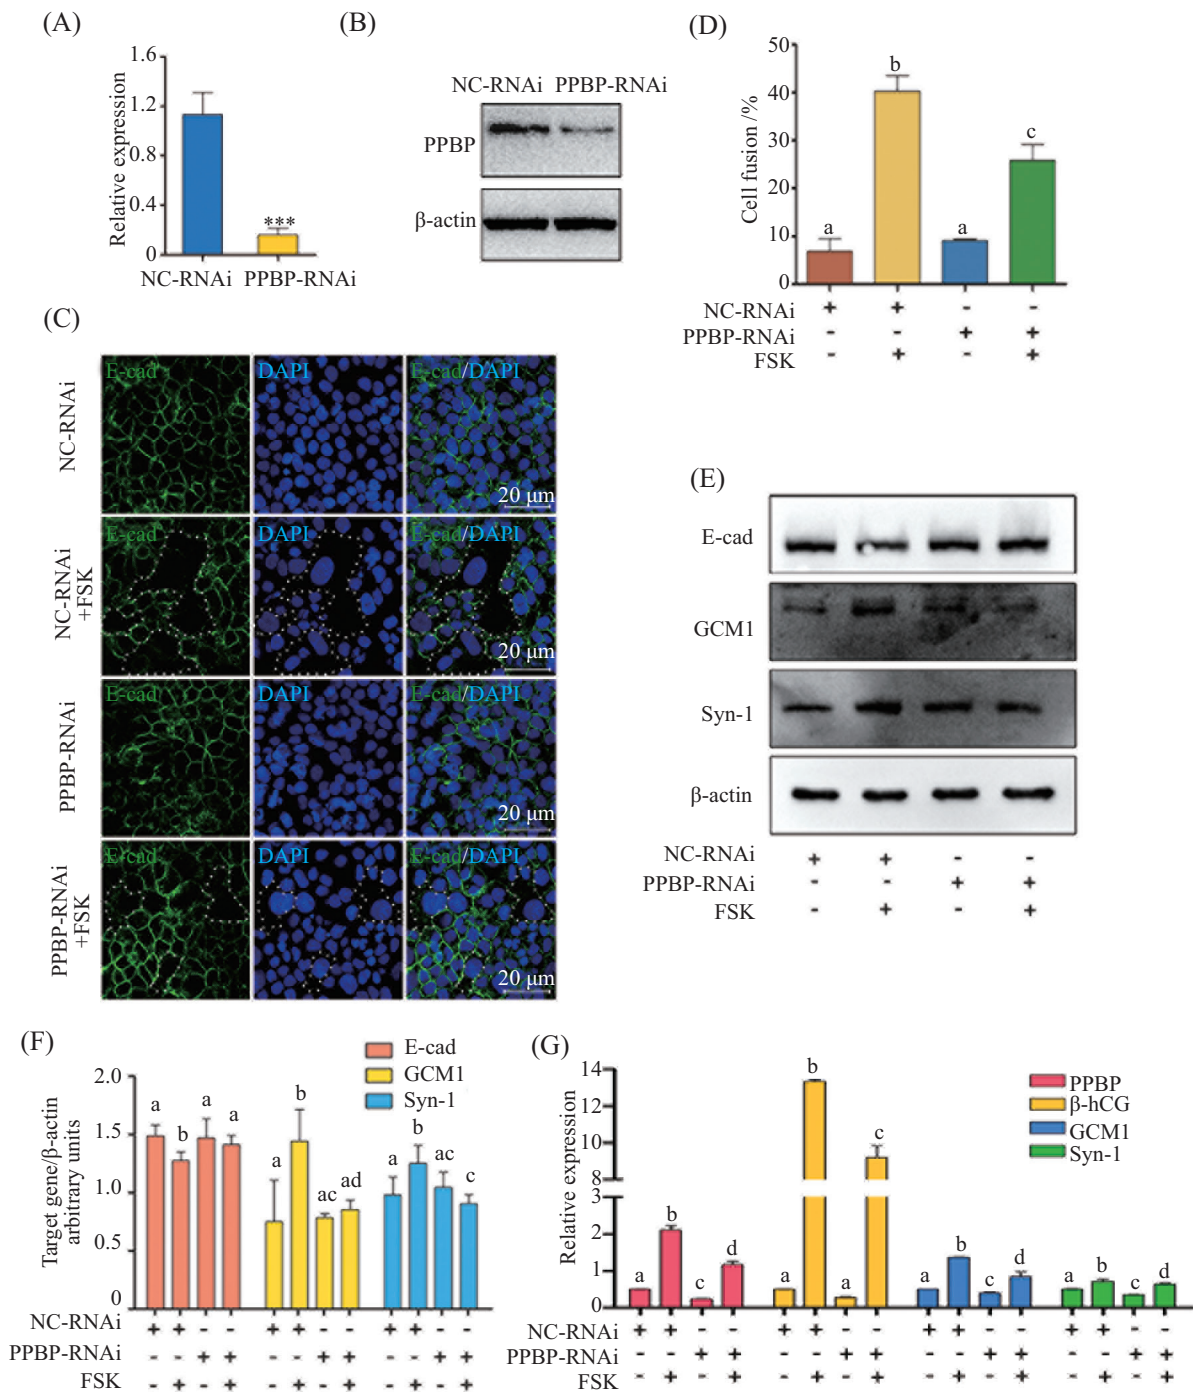 (A)
1.6
1.2
0.8
0.4
0
Relative expression
***
NC-RNAi PPBP-RNAi
(B)
NC-RNAi PPBP-RNAi
PPBP
β-actin
(C)
NC-RNAi
E-cad DAPI E-cad/DAPI
20 μm
NC-RNAi
+FSK
E-cad DAPI E-cad/DAPI
20 μm
PPBP-RNAi
E-cad DAPI E-cad/DAPI
20 μm
PPBP-RNAi
+FSK
E-cad DAPI E-cad/DAPI
20 μm
(D)
50
40
30
20
10
0
Cell fusion /%
a b a c
NC-RNAi + + - -
PPBP-RNAi - - + +
FSK - + - +
(E)
E-cad
GCM1
Syn-1
β-actin
NC-RNAi + + - -
PPBP-RNAi - - + +
FSK - + - +
(F)
E-cad
GCM1
Syn-1
2.0
1.5
1.0
0.5
0
Target gene/β-actin
arbitrary units
a b a a a b ac ad a b ac c
NC-RNAi + + - - + + - - + + - -
PPBP-RNAi - - + + - - + + - - + +
FSK - + - + - + - + - + - +
(G)
PPBP
β-hCG
GCM1
Syn-1
14
12
10
8
3
2
1
0
Relative expression
a b c d a b a c a b c d a b c d
NC-RNAi + + - - + + - - + + - - + + - -
PPBP-RNAi - - + + - - + + - - + + - - + +
FSK - + - + - + - + - + - + - + - +